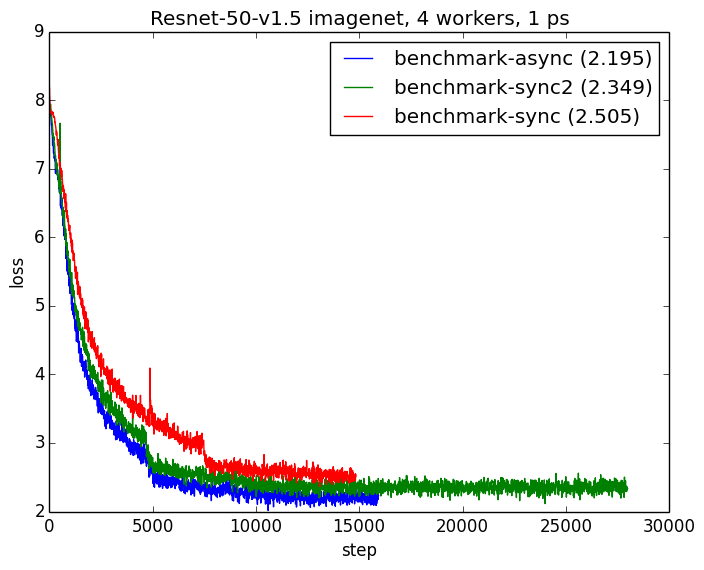 Resnet-50-v1.5 imagenet, 4 workers, 1 ps
benchmark-async (2.195)
benchmark-sync2 (2.349)
benchmark-sync (2.505)
9
8
7
6
5
4
3
2
loss
0
5000
10000
15000
20000
25000
30000
step